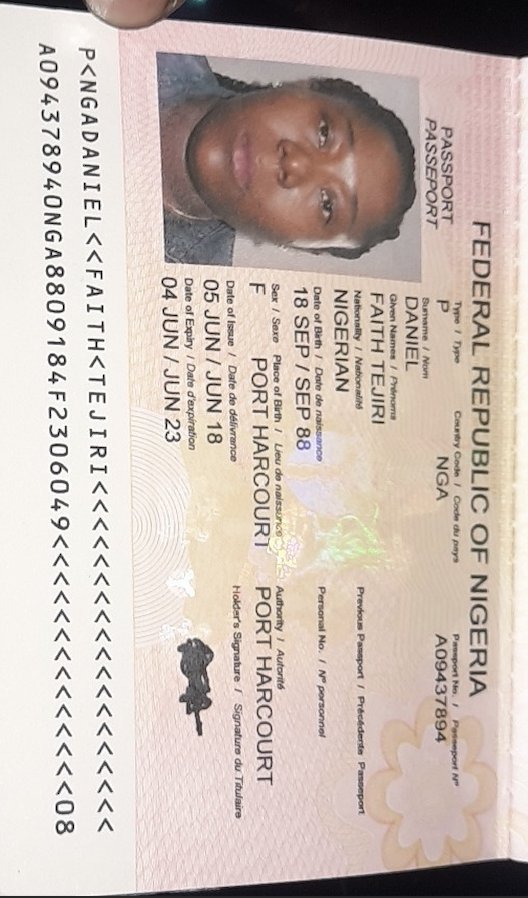 FEDERAL REPUBLIC OF NIGERIA
PASSPORT
PASSEPORT
Type / Type Country Code / Code du pays Passport No. / Passeport Nº
P NGA A09437894
Surname / Nom
DANIEL
Given Names / Prénoms
FAITH TEJIRI
Nationality / Nationalité Previous Passport / Précédente Passeport
NIGERIAN
Date of Birth / Date de naissance Personal No. / Nº personnel
18 SEP / SEP 88
Sex / Sexe Place of Birth / Lieu de naissance Authority / Autorité
F PORT HARCOURT PORT HARCOURT
Date of Issue / Date de délivrance Holder's Signature / Signature du Titulaire
05 JUN / JUN 18
Date of Expiry / Date d'expiration
04 JUN / JUN 23
P<NGADANIEL<<FAITH<TEJIRI<<<<<<<<<<<<<<<<<<<
A094378940NGA8809184F2306049<<<<<<<<<<<<<<08